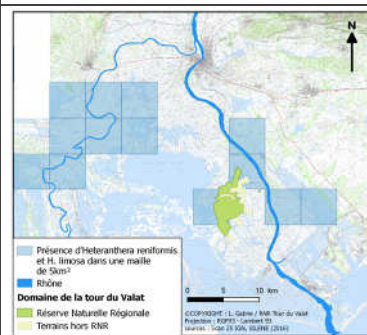 N
Présence d'Heteranthera reniformis
et H. limosa dans une maille
de 5km²
Rhône
Domaine de la tour du Valat
Réserve Naturelle Régionale
Terrains hors RNR
0 5 10 km
©COPYRIGHT : L. Gabre / RNR Tour du Valat
Projection : RGF93 - Lambert 93
Sources : Scan 25 IGN, SILENE (2016)